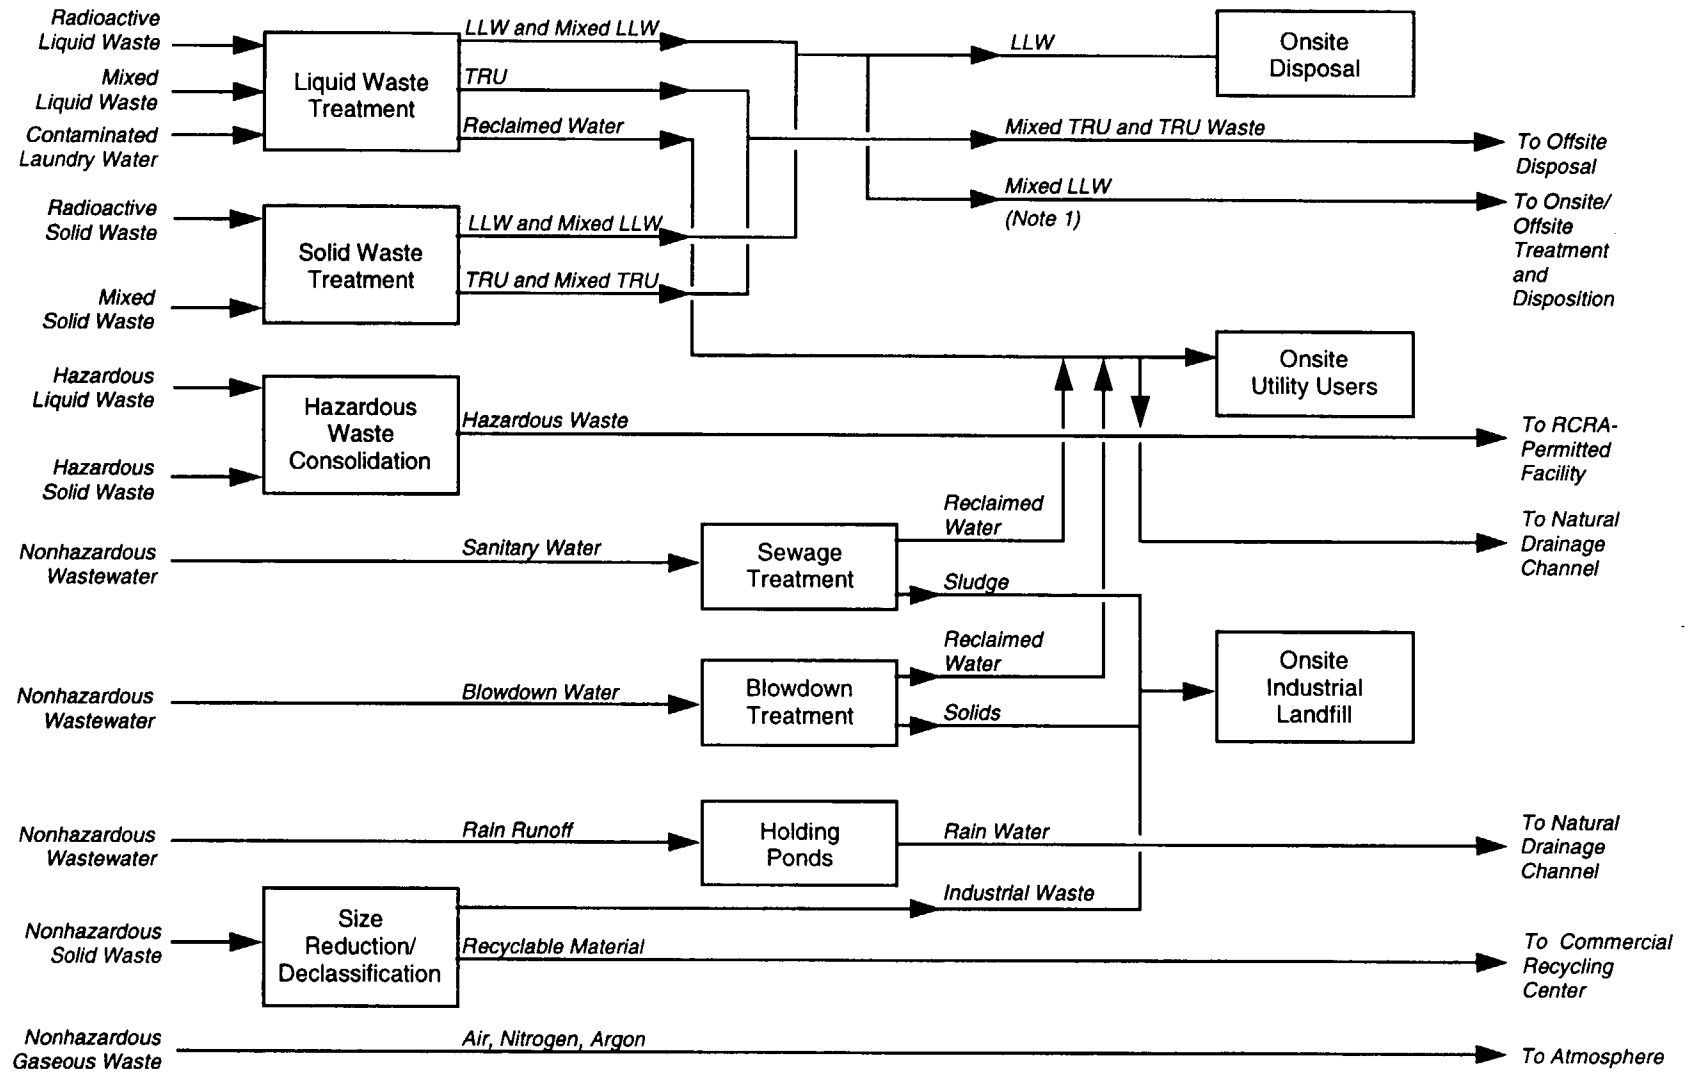 Radioactive
Liquid Waste
Mixed
Liquid Waste
Contaminated
Laundry Water
Liquid Waste
Treatment
LLW and Mixed LLW
TRU
Reclaimed Water
LLW
Onsite
Disposal
Mixed TRU and TRU Waste
To Offsite
Disposal
Mixed LLW
(Note 1)
To Onsite/
Offsite
Treatment
and
Disposition
Radioactive
Solid Waste
Mixed
Solid Waste
Solid Waste
Treatment
LLW and Mixed LLW
TRU and Mixed TRU
Onsite
Utility Users
Hazardous
Liquid Waste
Hazardous
Solid Waste
Hazardous
Waste
Consolidation
Hazardous Waste
To RCRA-
Permitted
Facility
Nonhazardous
Wastewater
Sanitary Water
Sewage
Treatment
Reclaimed
Water
Sludge
To Natural
Drainage
Channel
Nonhazardous
Wastewater
Blowdown Water
Blowdown
Treatment
Reclaimed
Water
Solids
Onsite
Industrial
Landfill
Nonhazardous
Wastewater
Rain Runoff
Holding
Ponds
Rain Water
To Natural
Drainage
Channel
Nonhazardous
Solid Waste
Size
Reduction/
Declassification
Industrial Waste
Recyclable Material
To Commercial
Recycling
Center
Nonhazardous
Gaseous Waste
Air, Nitrogen, Argon
To Atmosphere